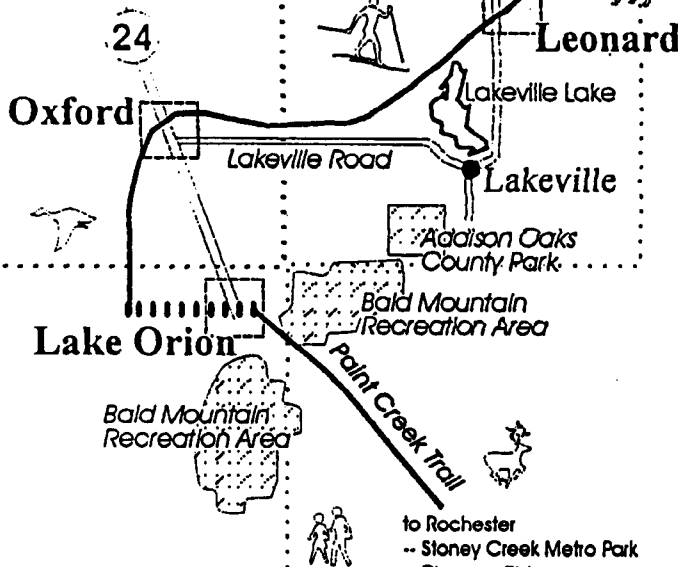 24
Leonard
Lakeville Lake
Oxford
Lakeville Road
Lakeville
Addison Oaks
County Park
Bald Mountain
Recreation Area
Lake Orion
Paint Creek Trail
Bald Mountain
Recreation Area
to Rochester
-- Stoney Creek Metro Park